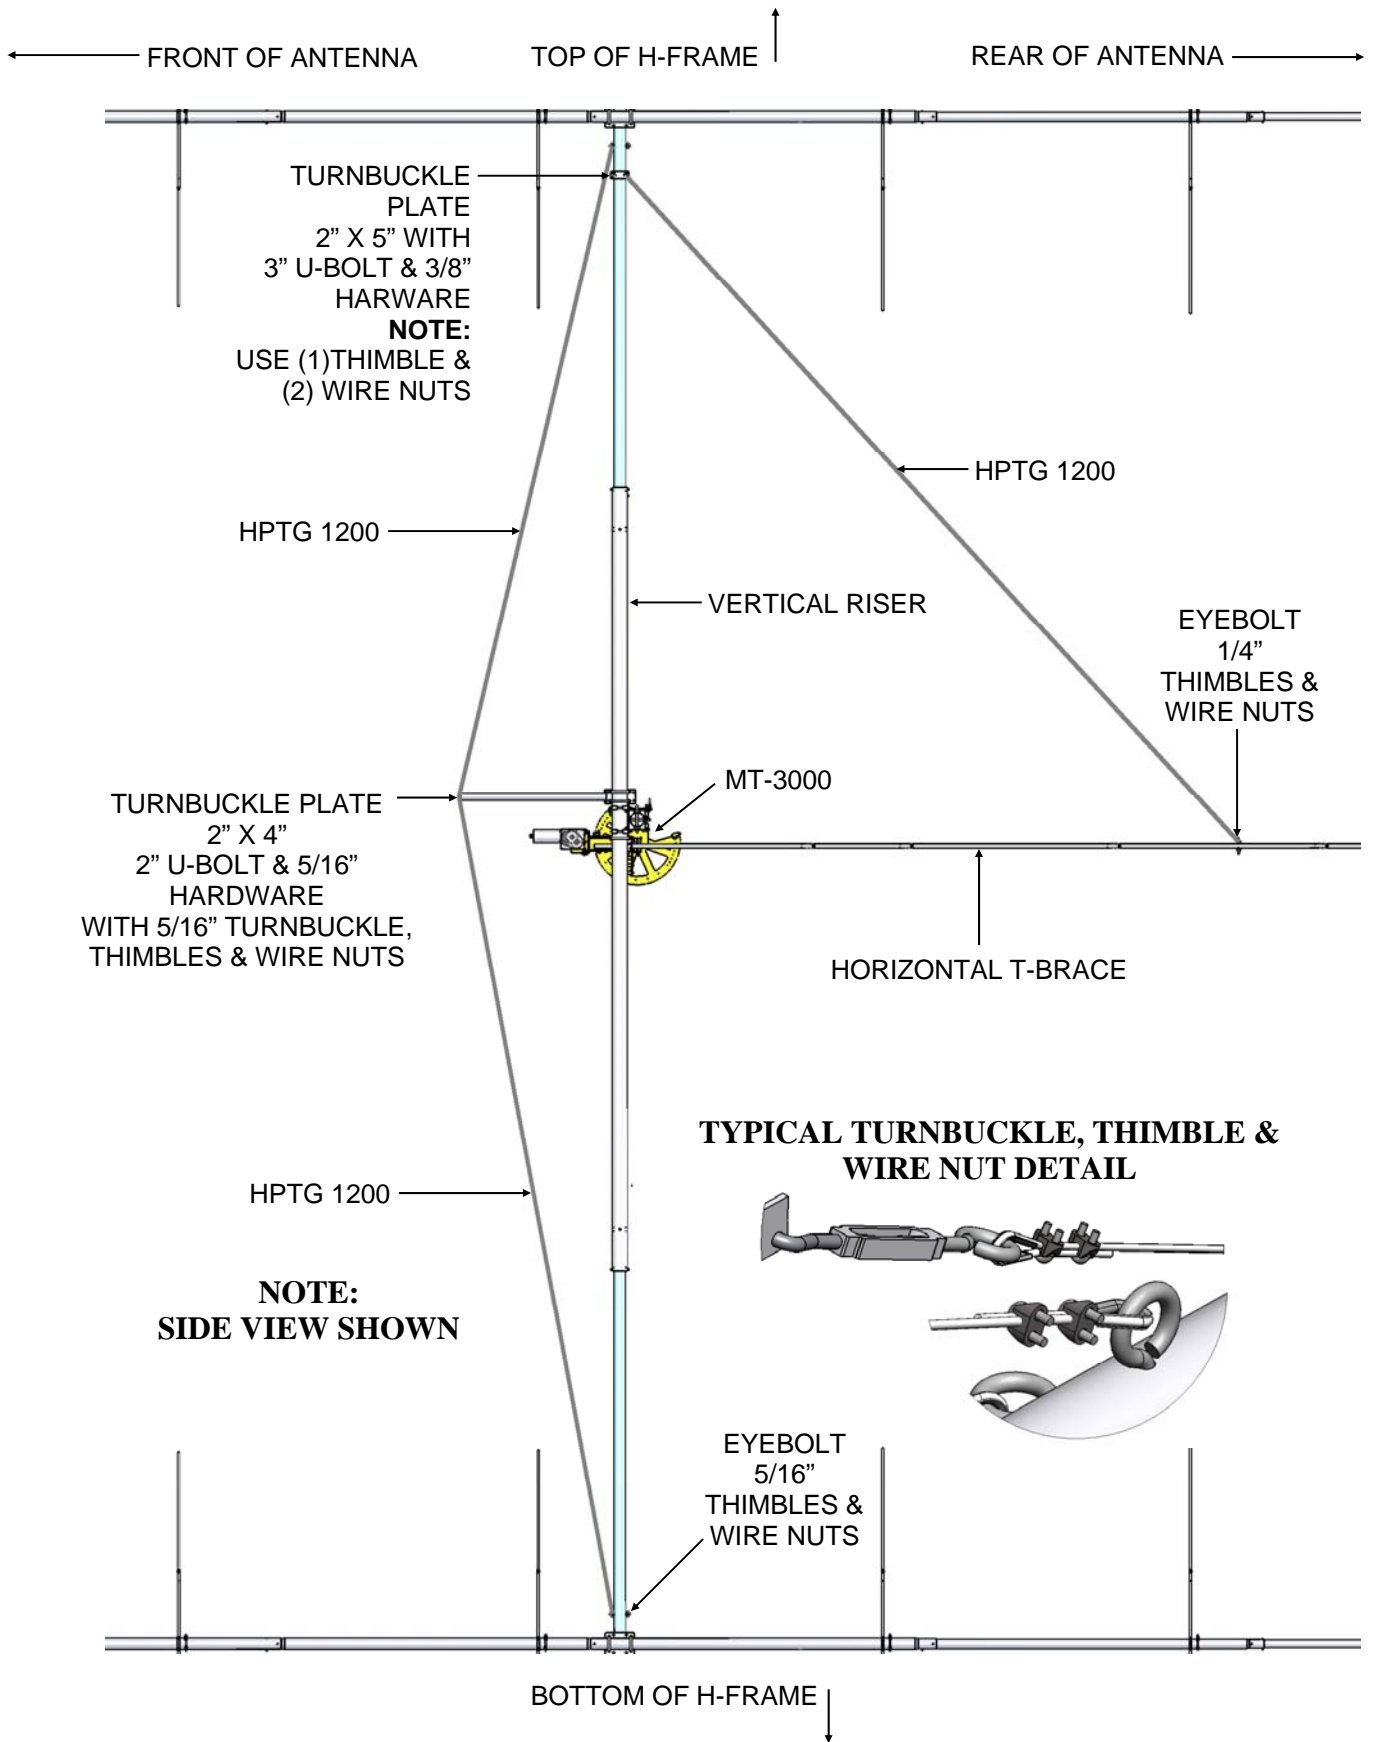 FRONT OF ANTENNA
TOP OF H-FRAME
REAR OF ANTENNA
TURNBUCKLE
PLATE
2” X 5” WITH
3” U-BOLT & 3/8”
HARWARE
NOTE:
USE (1)THIMBLE &
(2) WIRE NUTS
HPTG 1200
HPTG 1200
VERTICAL RISER
EYEBOLT
1/4”
THIMBLES &
WIRE NUTS
MT-3000
TURNBUCKLE PLATE
2” X 4”
2” U-BOLT & 5/16”
HARDWARE
WITH 5/16” TURNBUCKLE,
THIMBLES & WIRE NUTS
HORIZONTAL T-BRACE
TYPICAL TURNBUCKLE, THIMBLE &
WIRE NUT DETAIL
HPTG 1200
NOTE:
SIDE VIEW SHOWN
EYEBOLT
5/16”
THIMBLES &
WIRE NUTS
BOTTOM OF H-FRAME